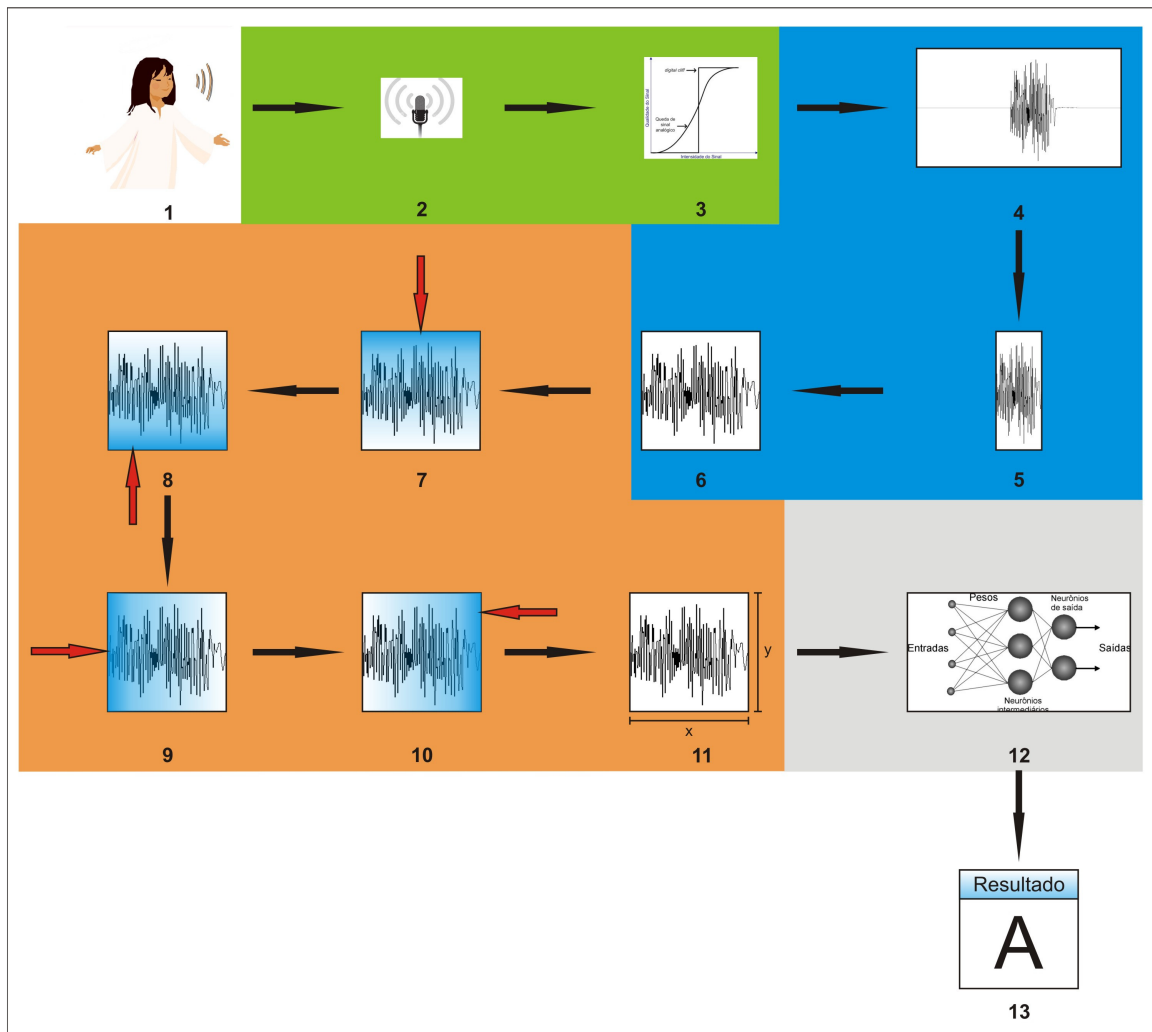 digital cliff
Qualidade do Sinal
Queda de
sinal
analógico
Intensidade do Sinal
1
2
3
4
8
7
6
5
y
x
Pesos
Neurônios
de saída
Entradas
Saídas
Neurônios
intermediários
9
10
11
12
Resultado
A
13